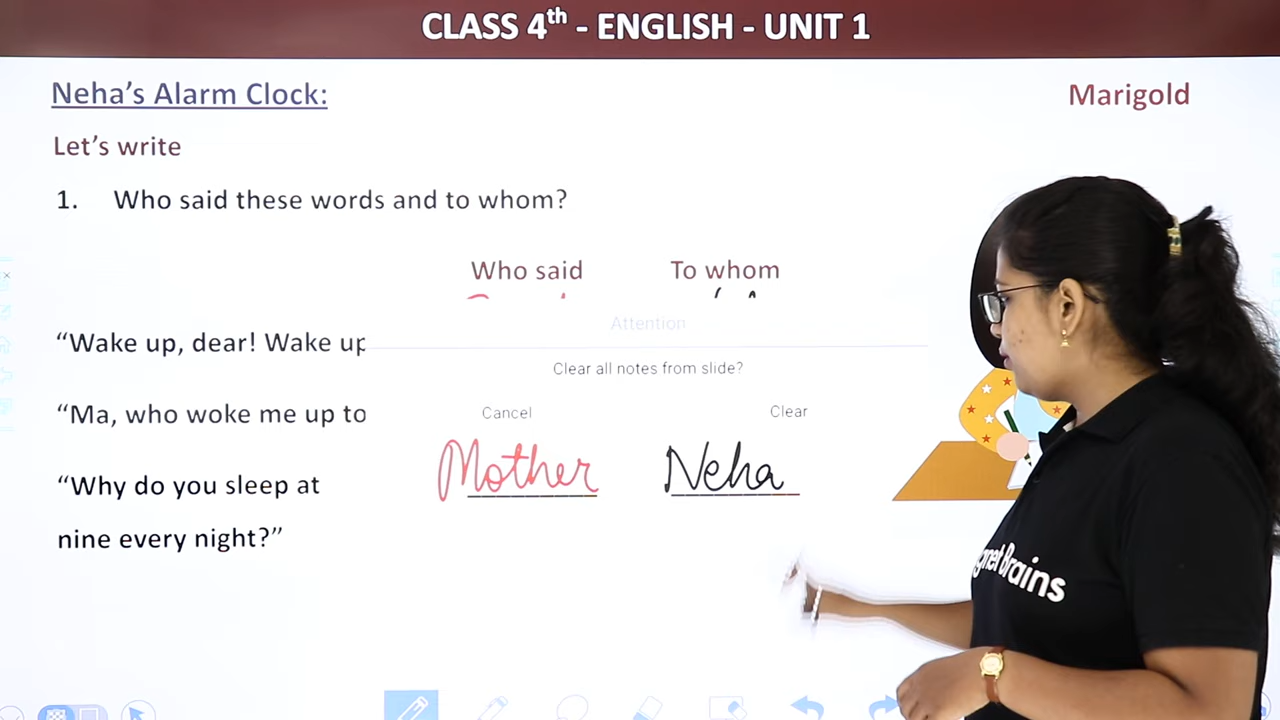 CLASS 4th - ENGLISH - UNIT 1
Neha's Alarm Clock:
Marigold
Let's write
1. Who said these words and to whom?
Who said To whom
Attention
"Wake up, dear! Wake up
Clear all notes from slide?
"Ma, who woke me up to
Cancel Clear
"Why do you sleep at Mother Neha
nine every night?"
gnet Brains